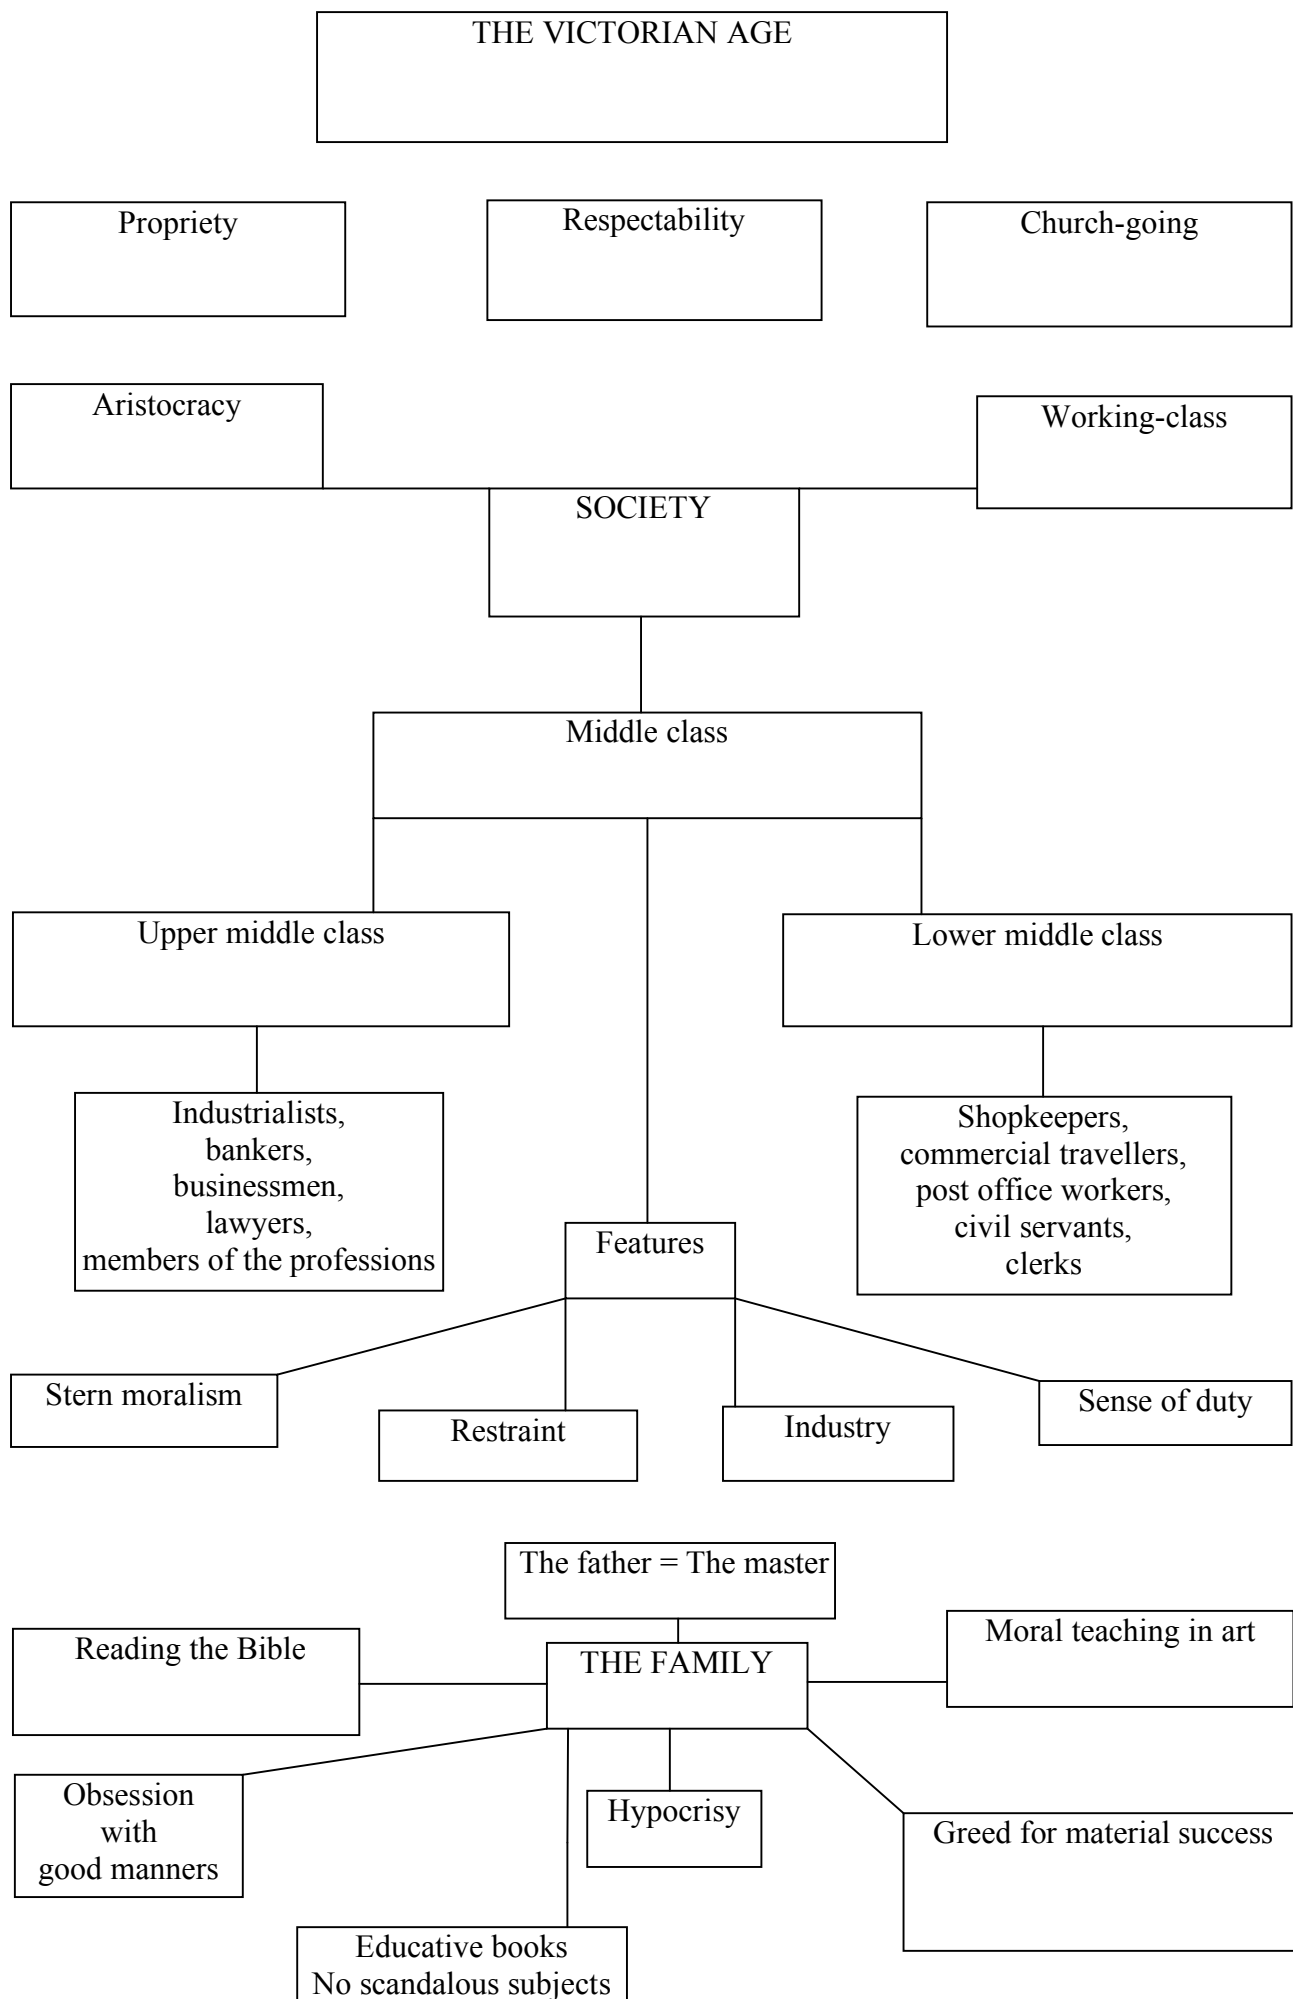 THE VICTORIAN AGE
Propriety
Respectability
Church-going
Aristocracy
Working-class
SOCIETY
Middle class
Upper middle class
Lower middle class
Industrialists,
bankers,
businessmen,
lawyers,
members of the professions
Shopkeepers,
commercial travellers,
post office workers,
civil servants,
clerks
Features
Stern moralism
Restraint
Industry
Sense of duty
The father = The master
Reading the Bible
THE FAMILY
Moral teaching in art
Obsession
with
good manners
Hypocrisy
Greed for material success
Educative books
No scandalous subjects